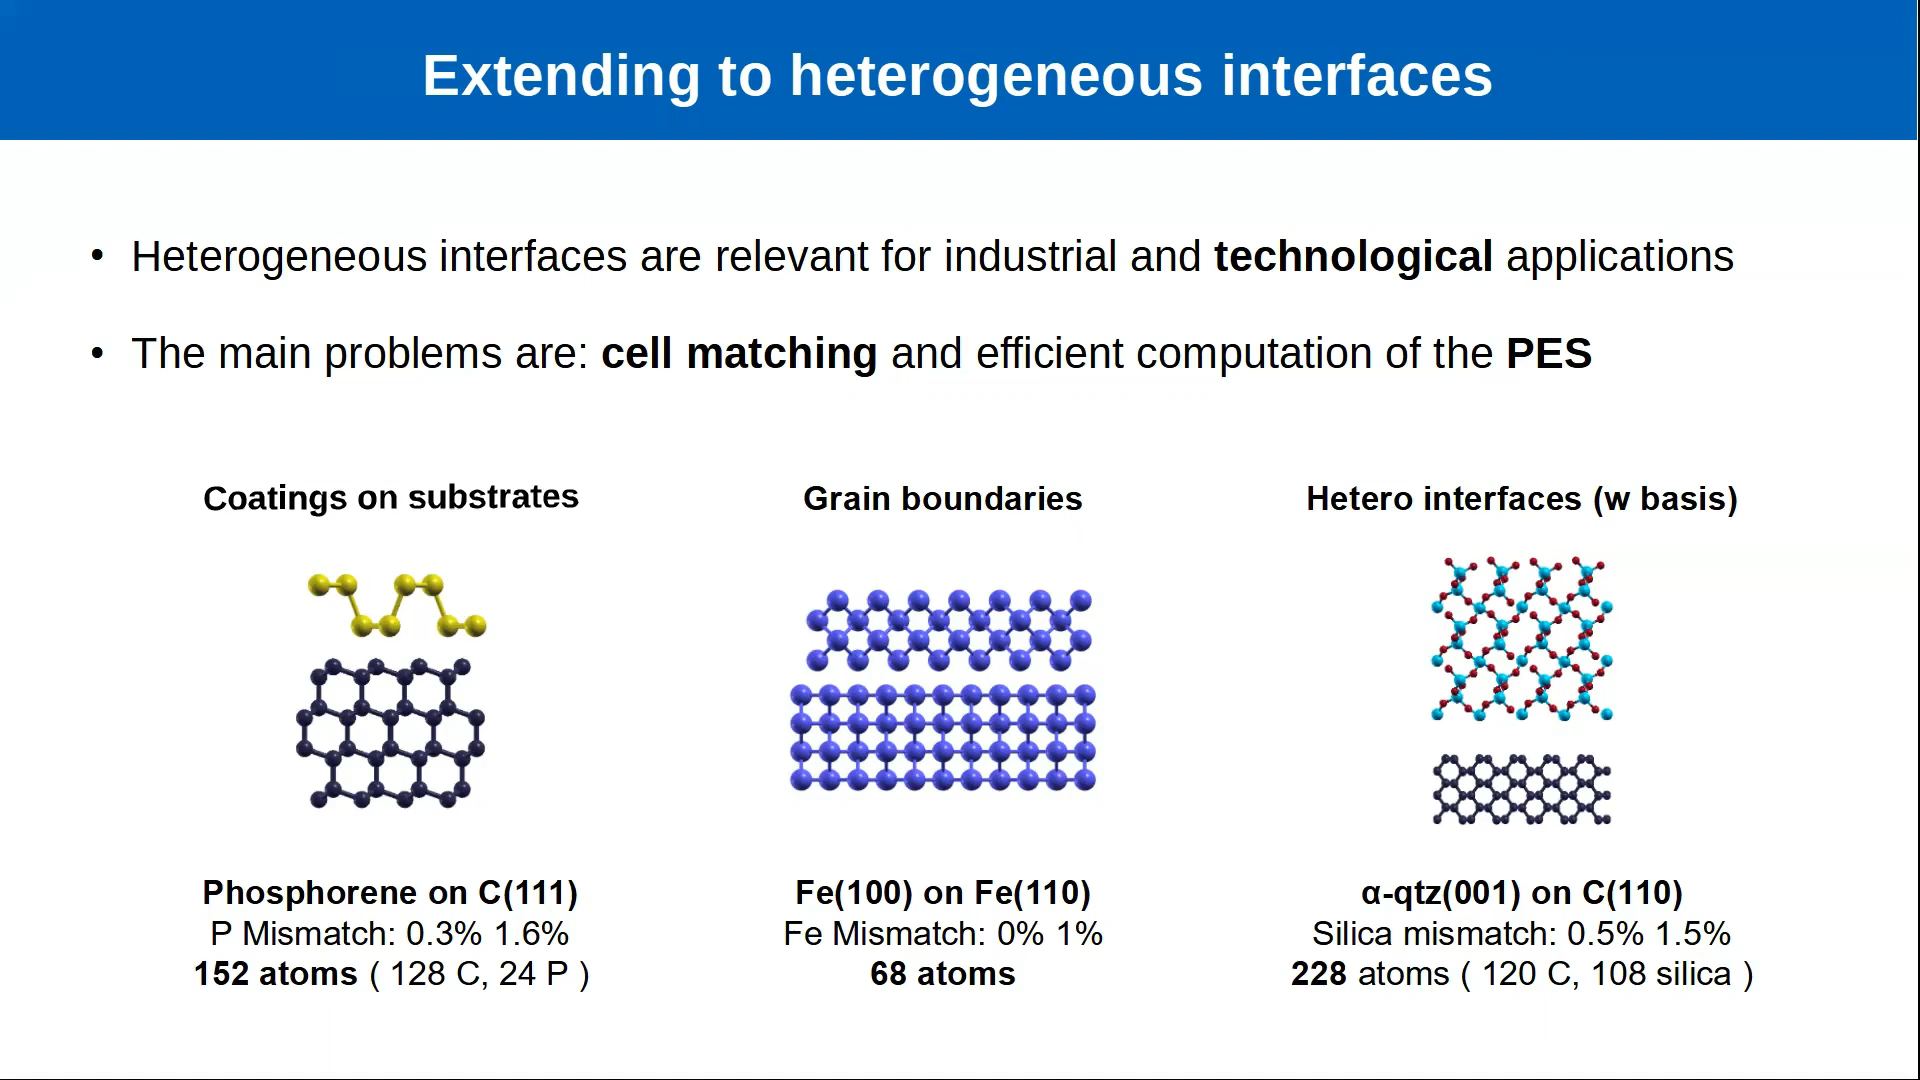 Extending to heterogeneous interfaces
• Heterogeneous interfaces are relevant for industrial and technological applications
• The main problems are: cell matching and efficient computation of the PES
Coatings on substrates
Grain boundaries
Hetero interfaces (w basis)
Phosphorene on C(111)
P Mismatch: 0.3% 1.6%
152 atoms ( 128 C, 24 P )
Fe(100) on Fe(110)
Fe Mismatch: 0% 1%
68 atoms
α-qtz(001) on C(110)
Silica mismatch: 0.5% 1.5%
228 atoms ( 120 C, 108 silica )